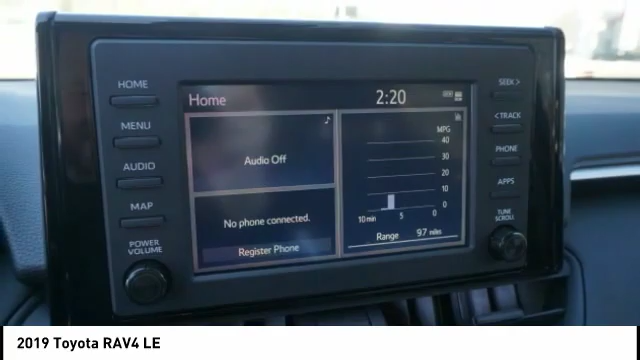 HOME
MENU
AUDIO
MAP
POWER
VOLUME
Home
2:20
Audio Off
No phone connected.
Register Phone
MPG
40
30
20
10
0
10 min 5 0
Range 97 miles
SEEK >
< TRACK
PHONE
APPS
TUNE
SCROLL
2019 Toyota RAV4 LE